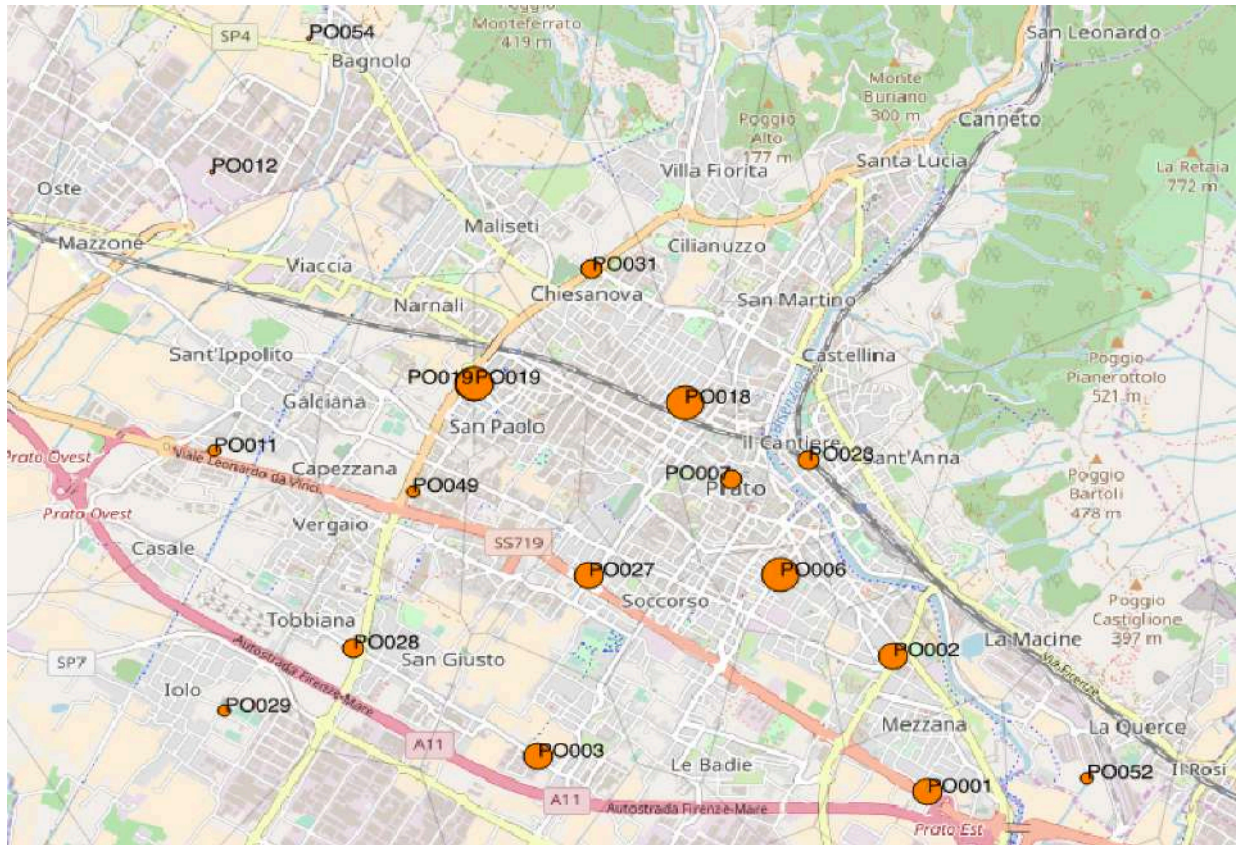 Poggio
Monteferrato
419 m
San Leonardo
SP4
PO054
Bagnolo
Monte
Buriano
300 m
Poggio
Alto
177 m
Canneto
Santa Lucia
La Retaia
772 m
PO012
Villa Fiorita
Oste
Maliseti
Mazzone
Cilianuzzo
Viaccia
PO031
Chiesanova
Narnali
San Martino
Sant'Ippolito
Castellina
Poggio
Pianerottolo
521 m
PO019PO019
Galciana
PO018
Bisenzio
San Paolo
Il Cantiere
PO011
Prato Ovest
Viale Leonardo da Vinci
Capezzana
PO023
Sant'Anna
PO007
Prato
PO049
Poggio
Bartoli
478 m
Prato Ovest
Vergaio
Casale
SS719
PO027
PO006
Soccorso
Poggio
Castiglione
397 m
Tobbiana
PO028
San Giusto
La Macine
PO002
Via Firenze
SP7
Autostrada Firenze-Mare
Iolo
PO029
Mezzana
La Querce
A11
PO003
Le Badie
PO052
Il Rosi
PO001
A11
Autostrada Firenze-Mare
Prato Est